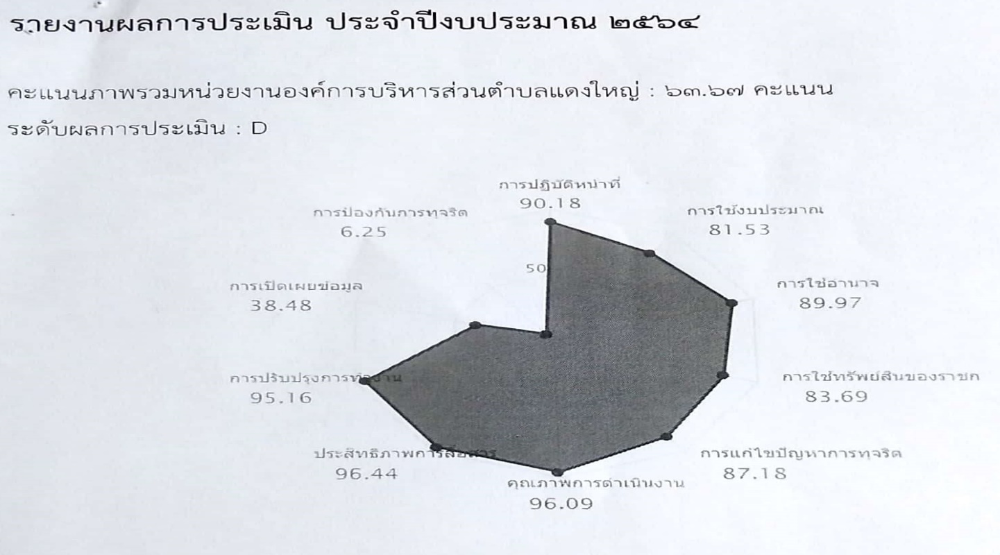 รายงานผลการประเมิน ประจำปีงบประมาณ ๒๕๖๔
คะแนนภาพรวมหน่วยงานองค์การบริหารส่วนตำบลแดงใหญ่ : ๖๓.๖๗ คะแนน
ระดับผลการประเมิน : D
การปฏิบัติหน้าที่
90.18
การใช้งบประมาณ
81.53
การใช้อำนาจ
89.97
การใช้ทรัพย์สินของราชก
83.69
การแก้ไขปัญหาการทุจริต
87.18
คุณภาพการดำเนินงาน
96.09
ประสิทธิภาพการสื่อสาร
96.44
การปรับปรุงการทำงาน
95.16
การเปิดเผยข้อมูล
38.48
การป้องกันการทุจริต
6.25
50